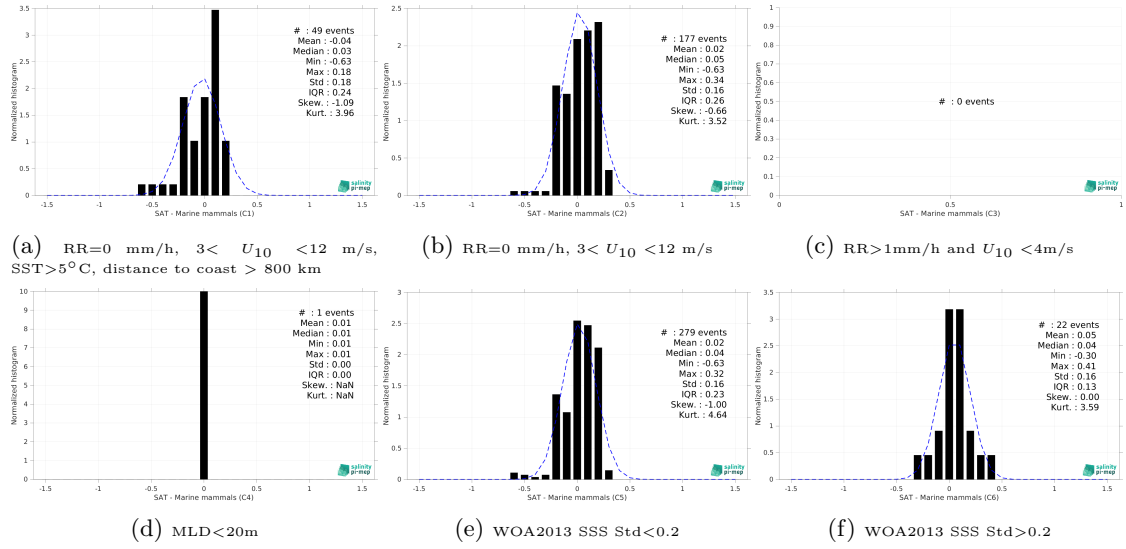 Normalized histogram
3.5
3
2.5
2
1.5
1
0.5
0
-1.5 -1 -0.5 0 0.5 1 1.5
# : 49 events
Mean : -0.04
Median : 0.03
Min : -0.63
Max : 0.18
Std : 0.18
IQR : 0.24
Skew. : -1.09
Kurt. : 3.96
salinity
pi-mep
SAT - Marine mammals (C1)
(a) RR=0 mm/h, 3< U10 <12 m/s,
SST>5°C, distance to coast > 800 km
Normalized histogram
2.5
2
1.5
1
0.5
0
-1.5 -1 -0.5 0 0.5 1 1.5
# : 177 events
Mean : 0.02
Median : 0.05
Min : -0.63
Max : 0.34
Std : 0.16
IQR : 0.26
Skew. : -0.66
Kurt. : 3.52
salinity
pi-mep
SAT - Marine mammals (C2)
(b) RR=0 mm/h, 3< U10 <12 m/s
Normalized histogram
1
0.9
0.8
0.7
0.6
0.5
0.4
0.3
0.2
0.1
0
0 0.5 1
# : 0 events
salinity
pi-mep
SAT - Marine mammals (C3)
(c) RR>1mm/h and U10 <4m/s
Normalized histogram
10
9
8
7
6
5
4
3
2
1
0
-1.5 -1 -0.5 0 0.5 1 1.5
# : 1 events
Mean : 0.01
Median : 0.01
Min : 0.01
Max : 0.01
Std : 0.00
IQR : 0.00
Skew. : NaN
Kurt. : NaN
salinity
pi-mep
SAT - Marine mammals (C4)
(d) MLD<20m
Normalized histogram
3
2.5
2
1.5
1
0.5
0
-1.5 -1 -0.5 0 0.5 1 1.5
# : 279 events
Mean : 0.02
Median : 0.04
Min : -0.63
Max : 0.32
Std : 0.16
IQR : 0.23
Skew. : -1.00
Kurt. : 4.64
salinity
pi-mep
SAT - Marine mammals (C5)
(e) WOA2013 SSS Std<0.2
Normalized histogram
3.5
3
2.5
2
1.5
1
0.5
0
-1.5 -1 -0.5 0 0.5 1 1.5
# : 22 events
Mean : 0.05
Median : 0.04
Min : -0.30
Max : 0.41
Std : 0.16
IQR : 0.13
Skew. : 0.00
Kurt. : 3.59
salinity
pi-mep
SAT - Marine mammals (C6)
(f) WOA2013 SSS Std>0.2